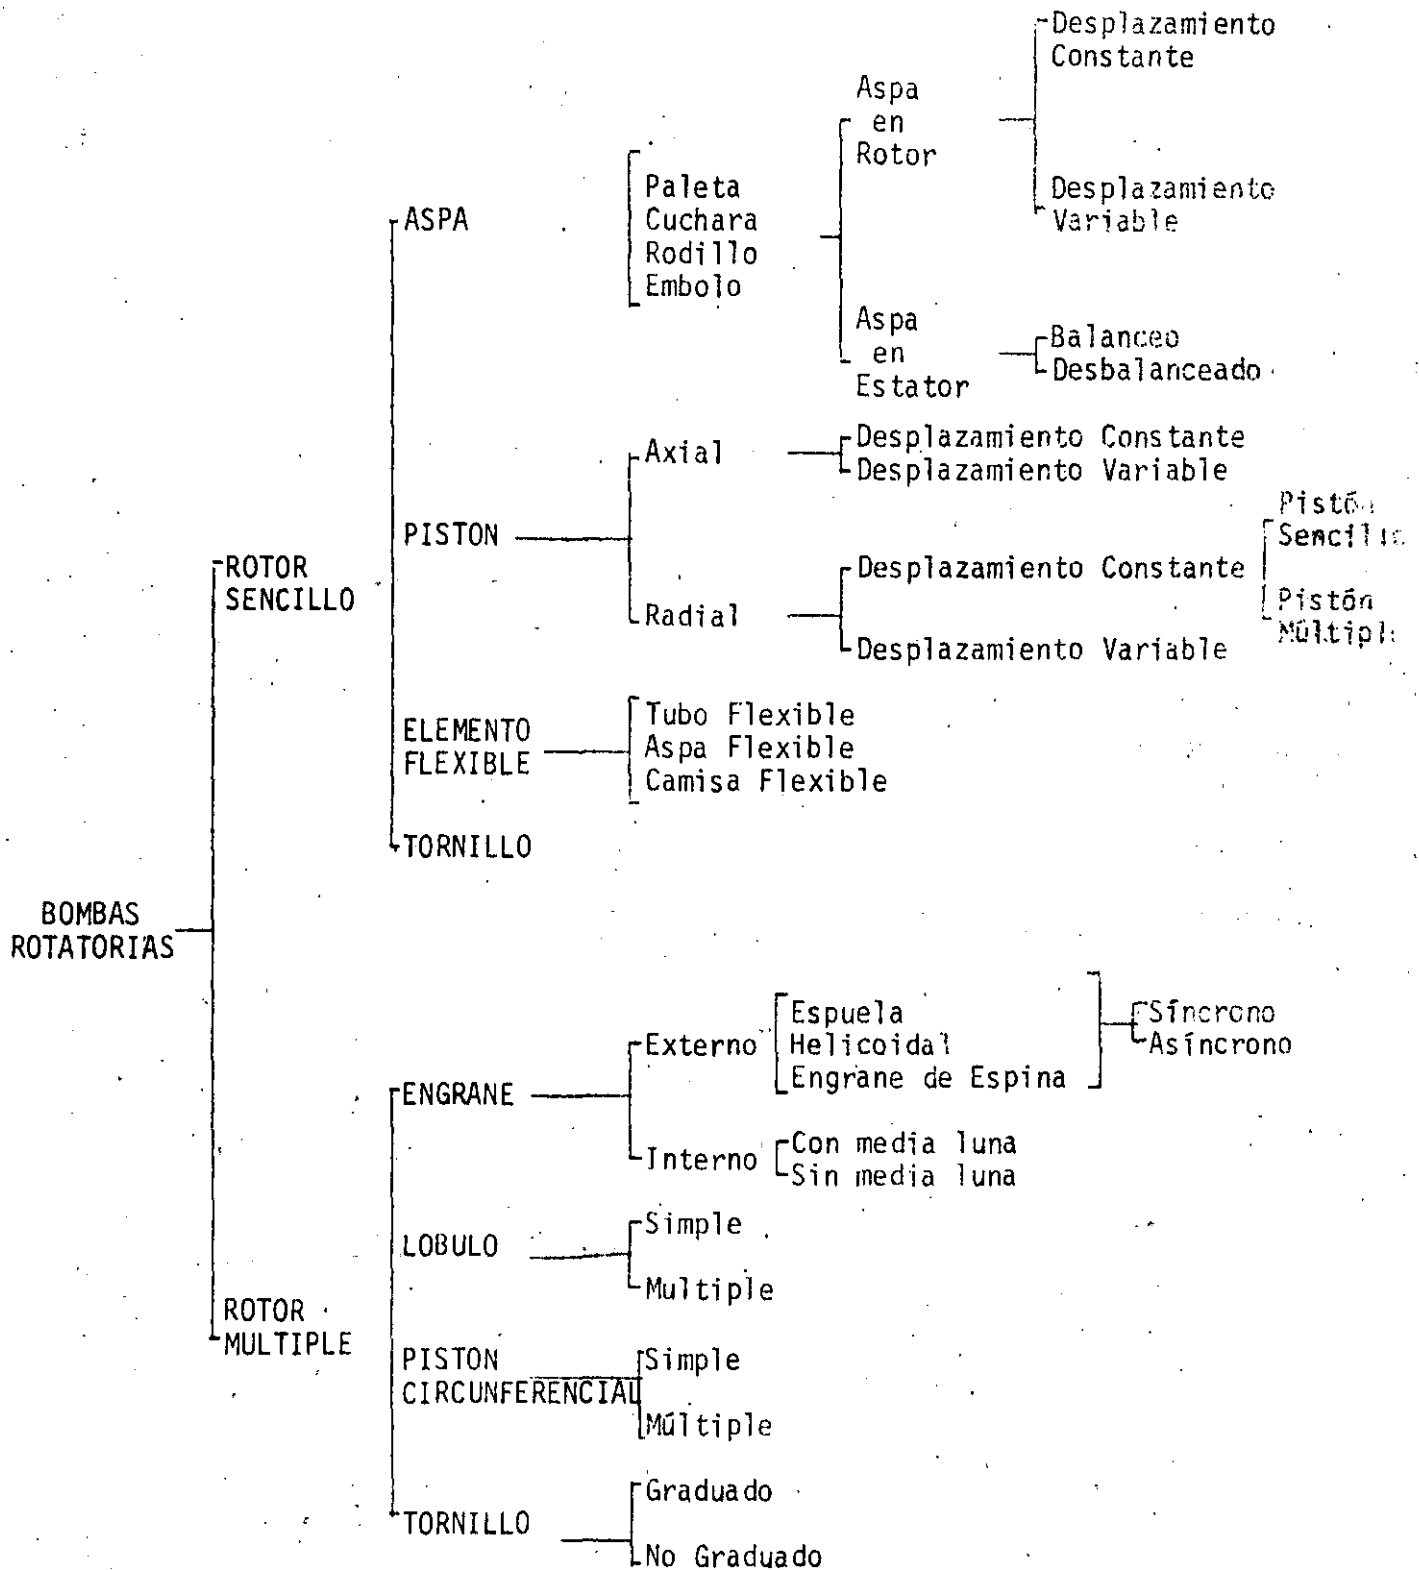 BOMBAS
ROTATORIAS
ROTOR
SENCILLO
ASPA
Paleta
Cuchara
Rodillo
Embolo
Aspa
en
Rotor
Desplazamiento
Constante
Desplazamiento
Variable
Aspa
en
Estator
Balanceo
Desbalanceado
PISTON
Axial
Desplazamiento Constante
Desplazamiento Variable
Radial
Desplazamiento Constante
Pistón
Sencillo
Pistón
Múltiple
Desplazamiento Variable
ELEMENTO
FLEXIBLE
Tubo Flexible
Aspa Flexible
Camisa Flexible
TORNILLO
ROTOR
MULTIPLE
ENGRANE
Externo
Espuela
Helicoidal
Engrane de Espina
Síncrono
Asíncrono
Interno
Con media luna
Sin media luna
LOBULO
Simple
Multiple
PISTON
CIRCUNFERENCIAL
Simple
Múltiple
TORNILLO
Graduado
No Graduado